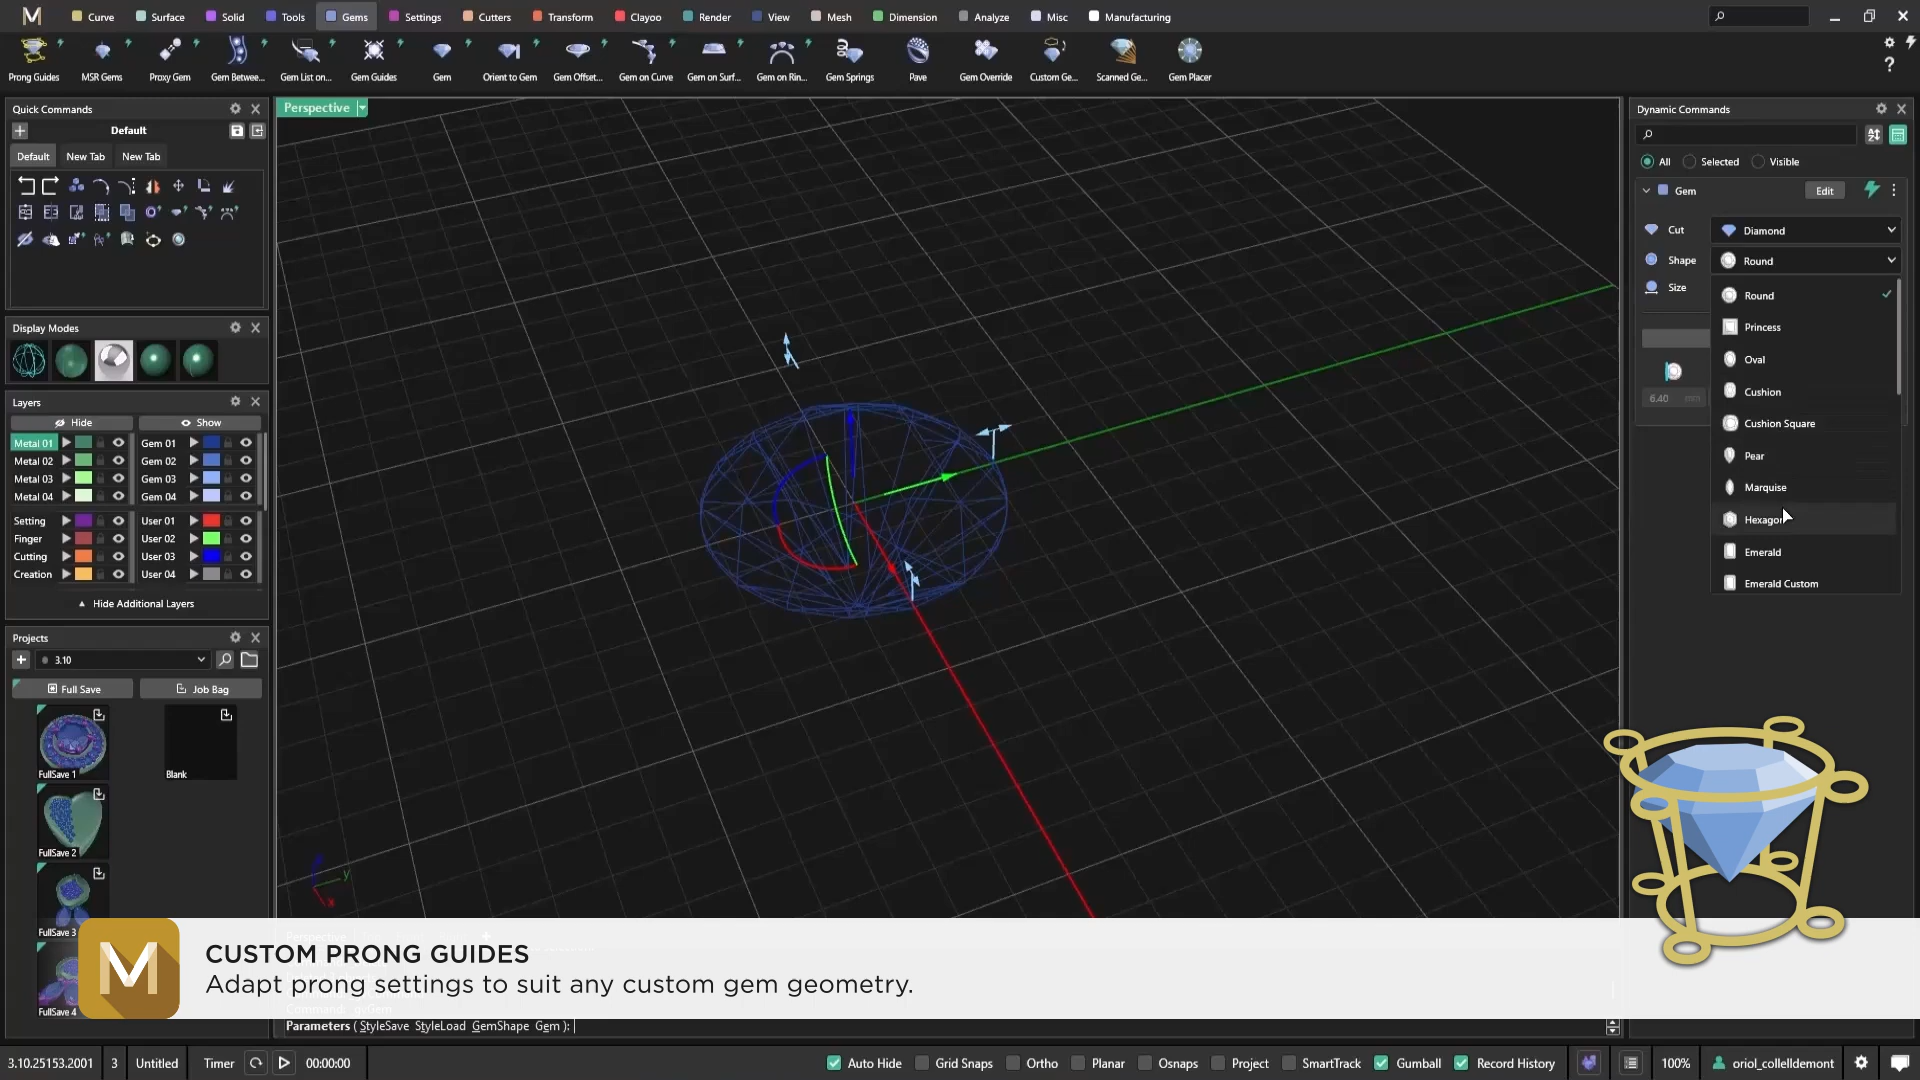 Curve Surface Solid Tools Gems Settings Cutters Transform Clayoo Render View Mesh Dimension Analyze Misc Manufacturing
Prong Guides MSR Gems Proxy Gem Gem Betwee... Gem List on... Gem Guides Gem Orient to Gem Gem Offset... Gem on Curve Gem on Surf... Gem on Rin... Gem Springs Pave Gem Override Custom Ge... Scanned Ge... Gem Placer
Quick Commands
Default
Default New Tab New Tab
Display Modes
Layers
Hide Show
Metal 01 Gem 01
Metal 02 Gem 02
Metal 03 Gem 03
Metal 04 Gem 04
Setting User 01
Finger User 02
Cutting User 03
Creation User 04
Hide Additional Layers
Projects
3.10
Full Save Job Bag
FullSave 1 Blank
FullSave 2
FullSave 3
FullSave 4
Perspective
y
x
Dynamic Commands
All Selected Visible
Gem Edit
Cut Diamond
Shape Round
Size
6.40 mm
Round
Princess
Oval
Cushion
Cushion Square
Pear
Marquise
Hexagon
Emerald
Emerald Custom
M
CUSTOM PRONG GUIDES
Adapt prong settings to suit any custom gem geometry.
Parameters ( StyleSave StyleLoad GemShape Gem ):
3.10.25153.2001 3 Untitled Timer 00:00:00 Auto Hide Grid Snaps Ortho Planar Osnaps Project SmartTrack Gumball Record History 100% oriol_collelldemont